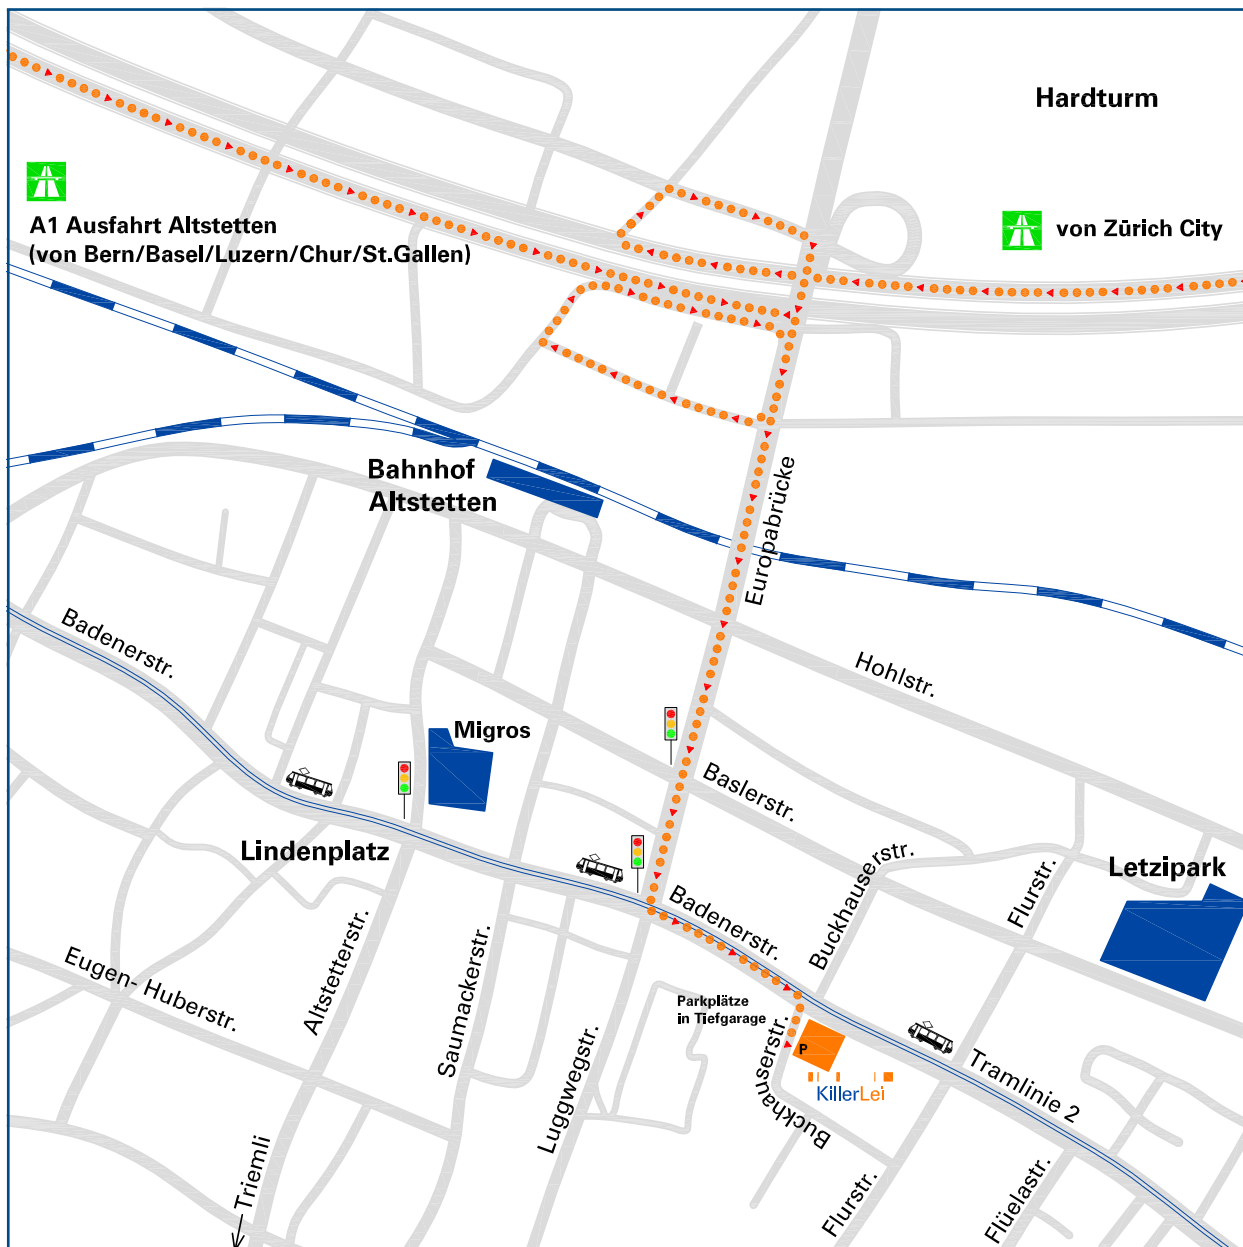 Hardturm
A1 Ausfahrt Altstetten
(von Bern/Basel/Luzern/Chur/St.Gallen)
von Zürich City
Bahnhof
Altstetten
Europabrücke
Badenerstr.
Hohlstr.
Migros
Baslerstr.
Lindenplatz
Buckhauserstr.
Flurstr.
Letzipark
Badenerstr.
Altstetterstr.
Saumackerstr.
Eugen- Huberstr.
Parkplätze
in Tiefgarage
Buckhauserstr.
P
KillerLei
Luggwegstr.
Tramlinie 2
Buckhauserstr.
Triemli
Flurstr.
Flüelastr.